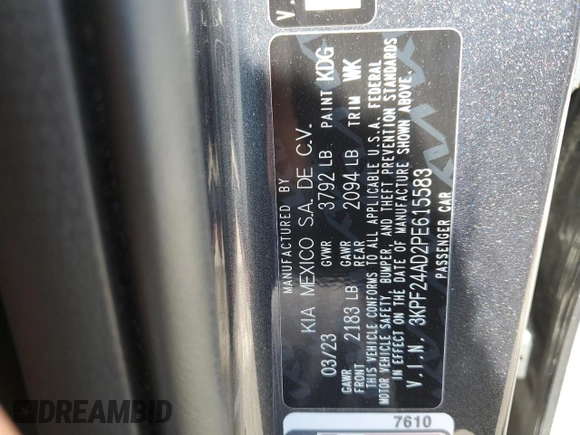 MANUFACTURED BY
KIA MEXICO S.A. DE C.V.
03/23 GVWR 3792 LB PAINT KDG
GAWR FRONT 2183 LB GAWR REAR 2094 LB TRIM WK
THIS VEHICLE CONFORMS TO ALL APPLICABLE U.S.A. FEDERAL
MOTOR VEHICLE SAFETY, BUMPER, AND THEFT PREVENTION STANDARDS
IN EFFECT ON THE DATE OF MANUFACTURE SHOWN ABOVE.
V.I.N. 3KPF24AD2PE615583
PASSENGER CAR
7610
DREAMBID